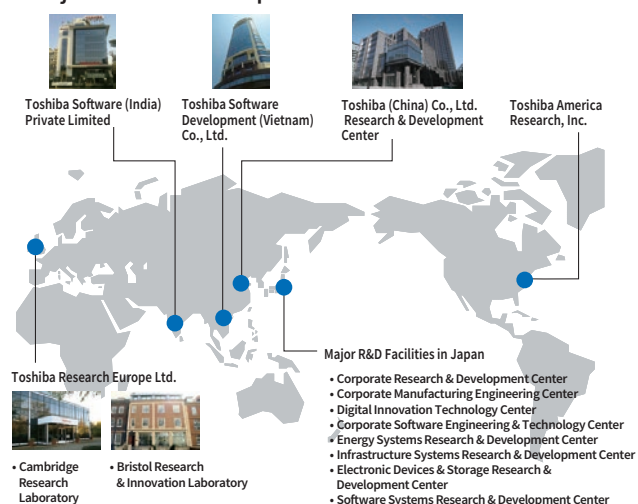 Toshiba Software (India)
Private Limited
Toshiba Software
Development (Vietnam)
Co., Ltd.
Toshiba (China) Co., Ltd.
Research & Development
Center
Toshiba America
Research, Inc.
Toshiba Research Europe Ltd.
• Cambridge
Research
Laboratory
• Bristol Research
& Innovation Laboratory
Major R&D Facilities in Japan
• Corporate Research & Development Center
• Corporate Manufacturing Engineering Center
• Digital Innovation Technology Center
• Corporate Software Engineering & Technology Center
• Energy Systems Research & Development Center
• Infrastructure Systems Research & Development Center
• Electronic Devices & Storage Research &
Development Center
• Software Systems Research & Development Center